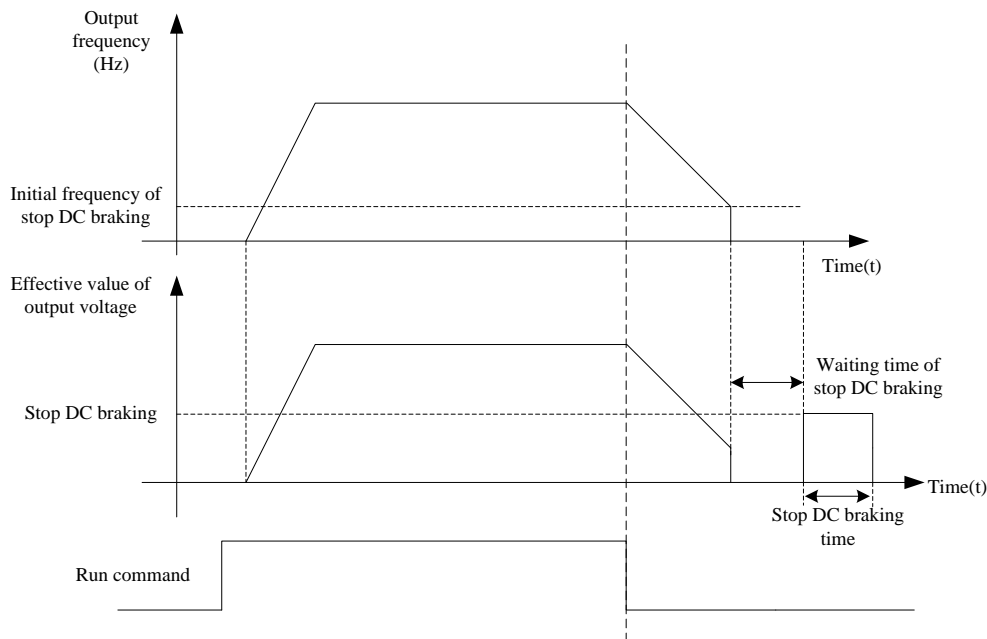 Output
frequency
(Hz)
Initial frequency of
stop DC braking
Time(t)
Effective value of
output voltage
Waiting time of
stop DC braking
Stop DC braking
Time(t)
Stop DC braking
time
Run command